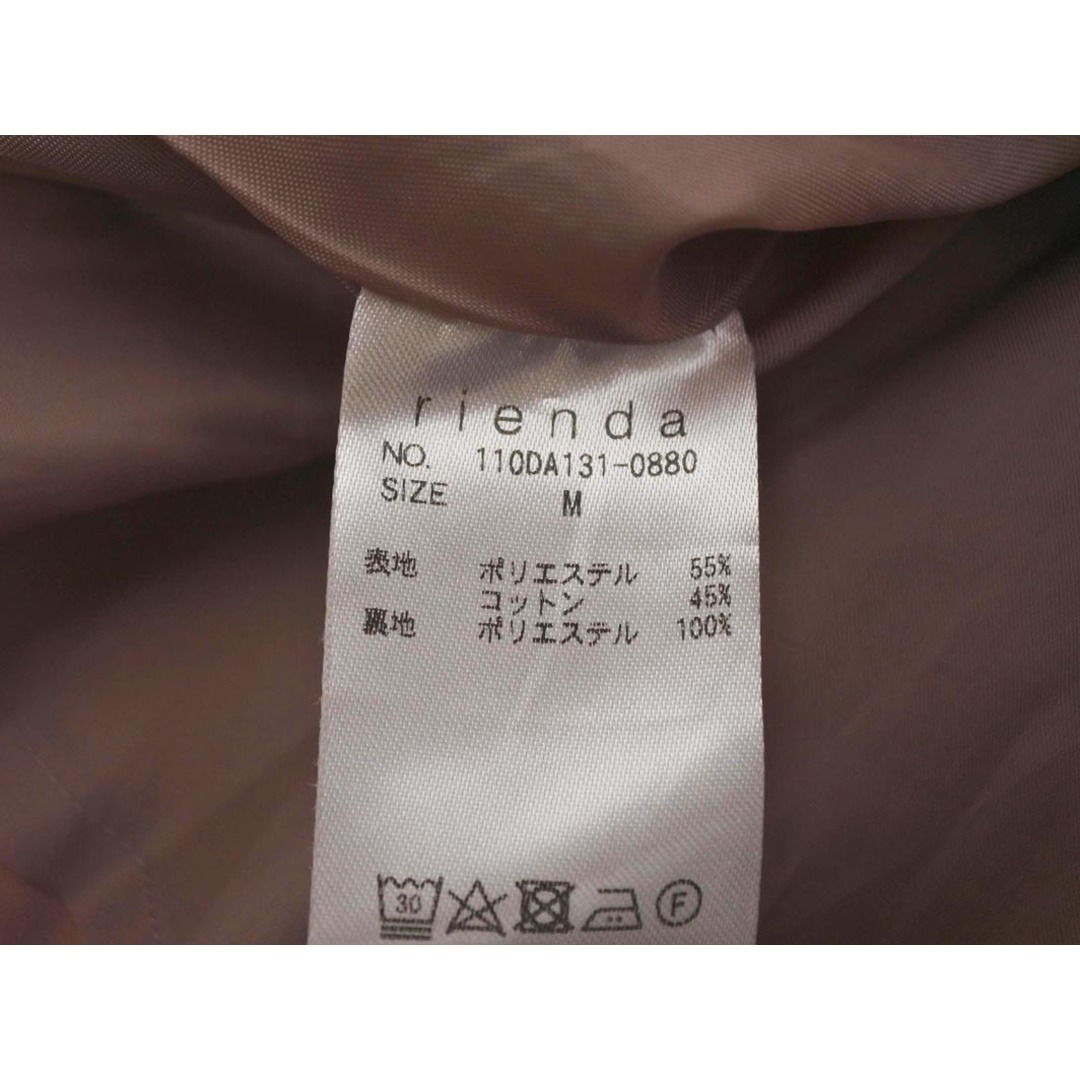 rienda
NO. 110DA131-0880
SIZE M
表地 ポリエステル 55%
コットン 45%
裏地 ポリエステル 100%
30 F